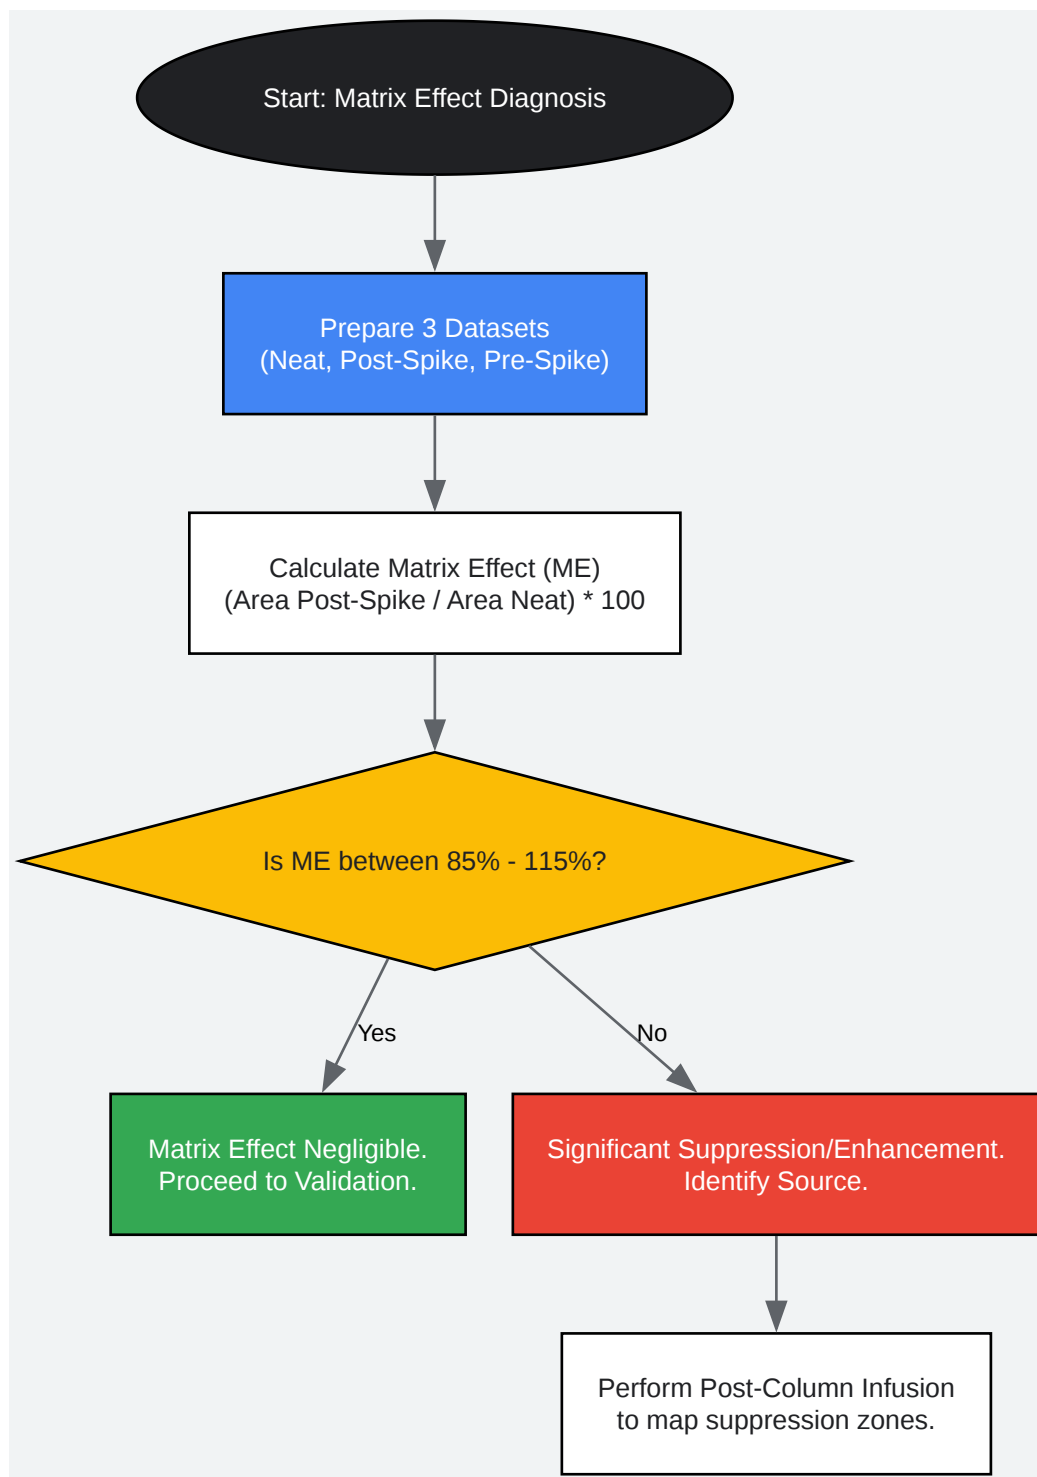 Start: Matrix Effect Diagnosis
Prepare 3 Datasets
(Neat, Post-Spike, Pre-Spike)
Calculate Matrix Effect (ME)
(Area Post-Spike / Area Neat) * 100
Is ME between 85% - 115%?
Yes
No
Matrix Effect Negligible.
Proceed to Validation.
Significant Suppression/Enhancement.
Identify Source.
Perform Post-Column Infusion
to map suppression zones.